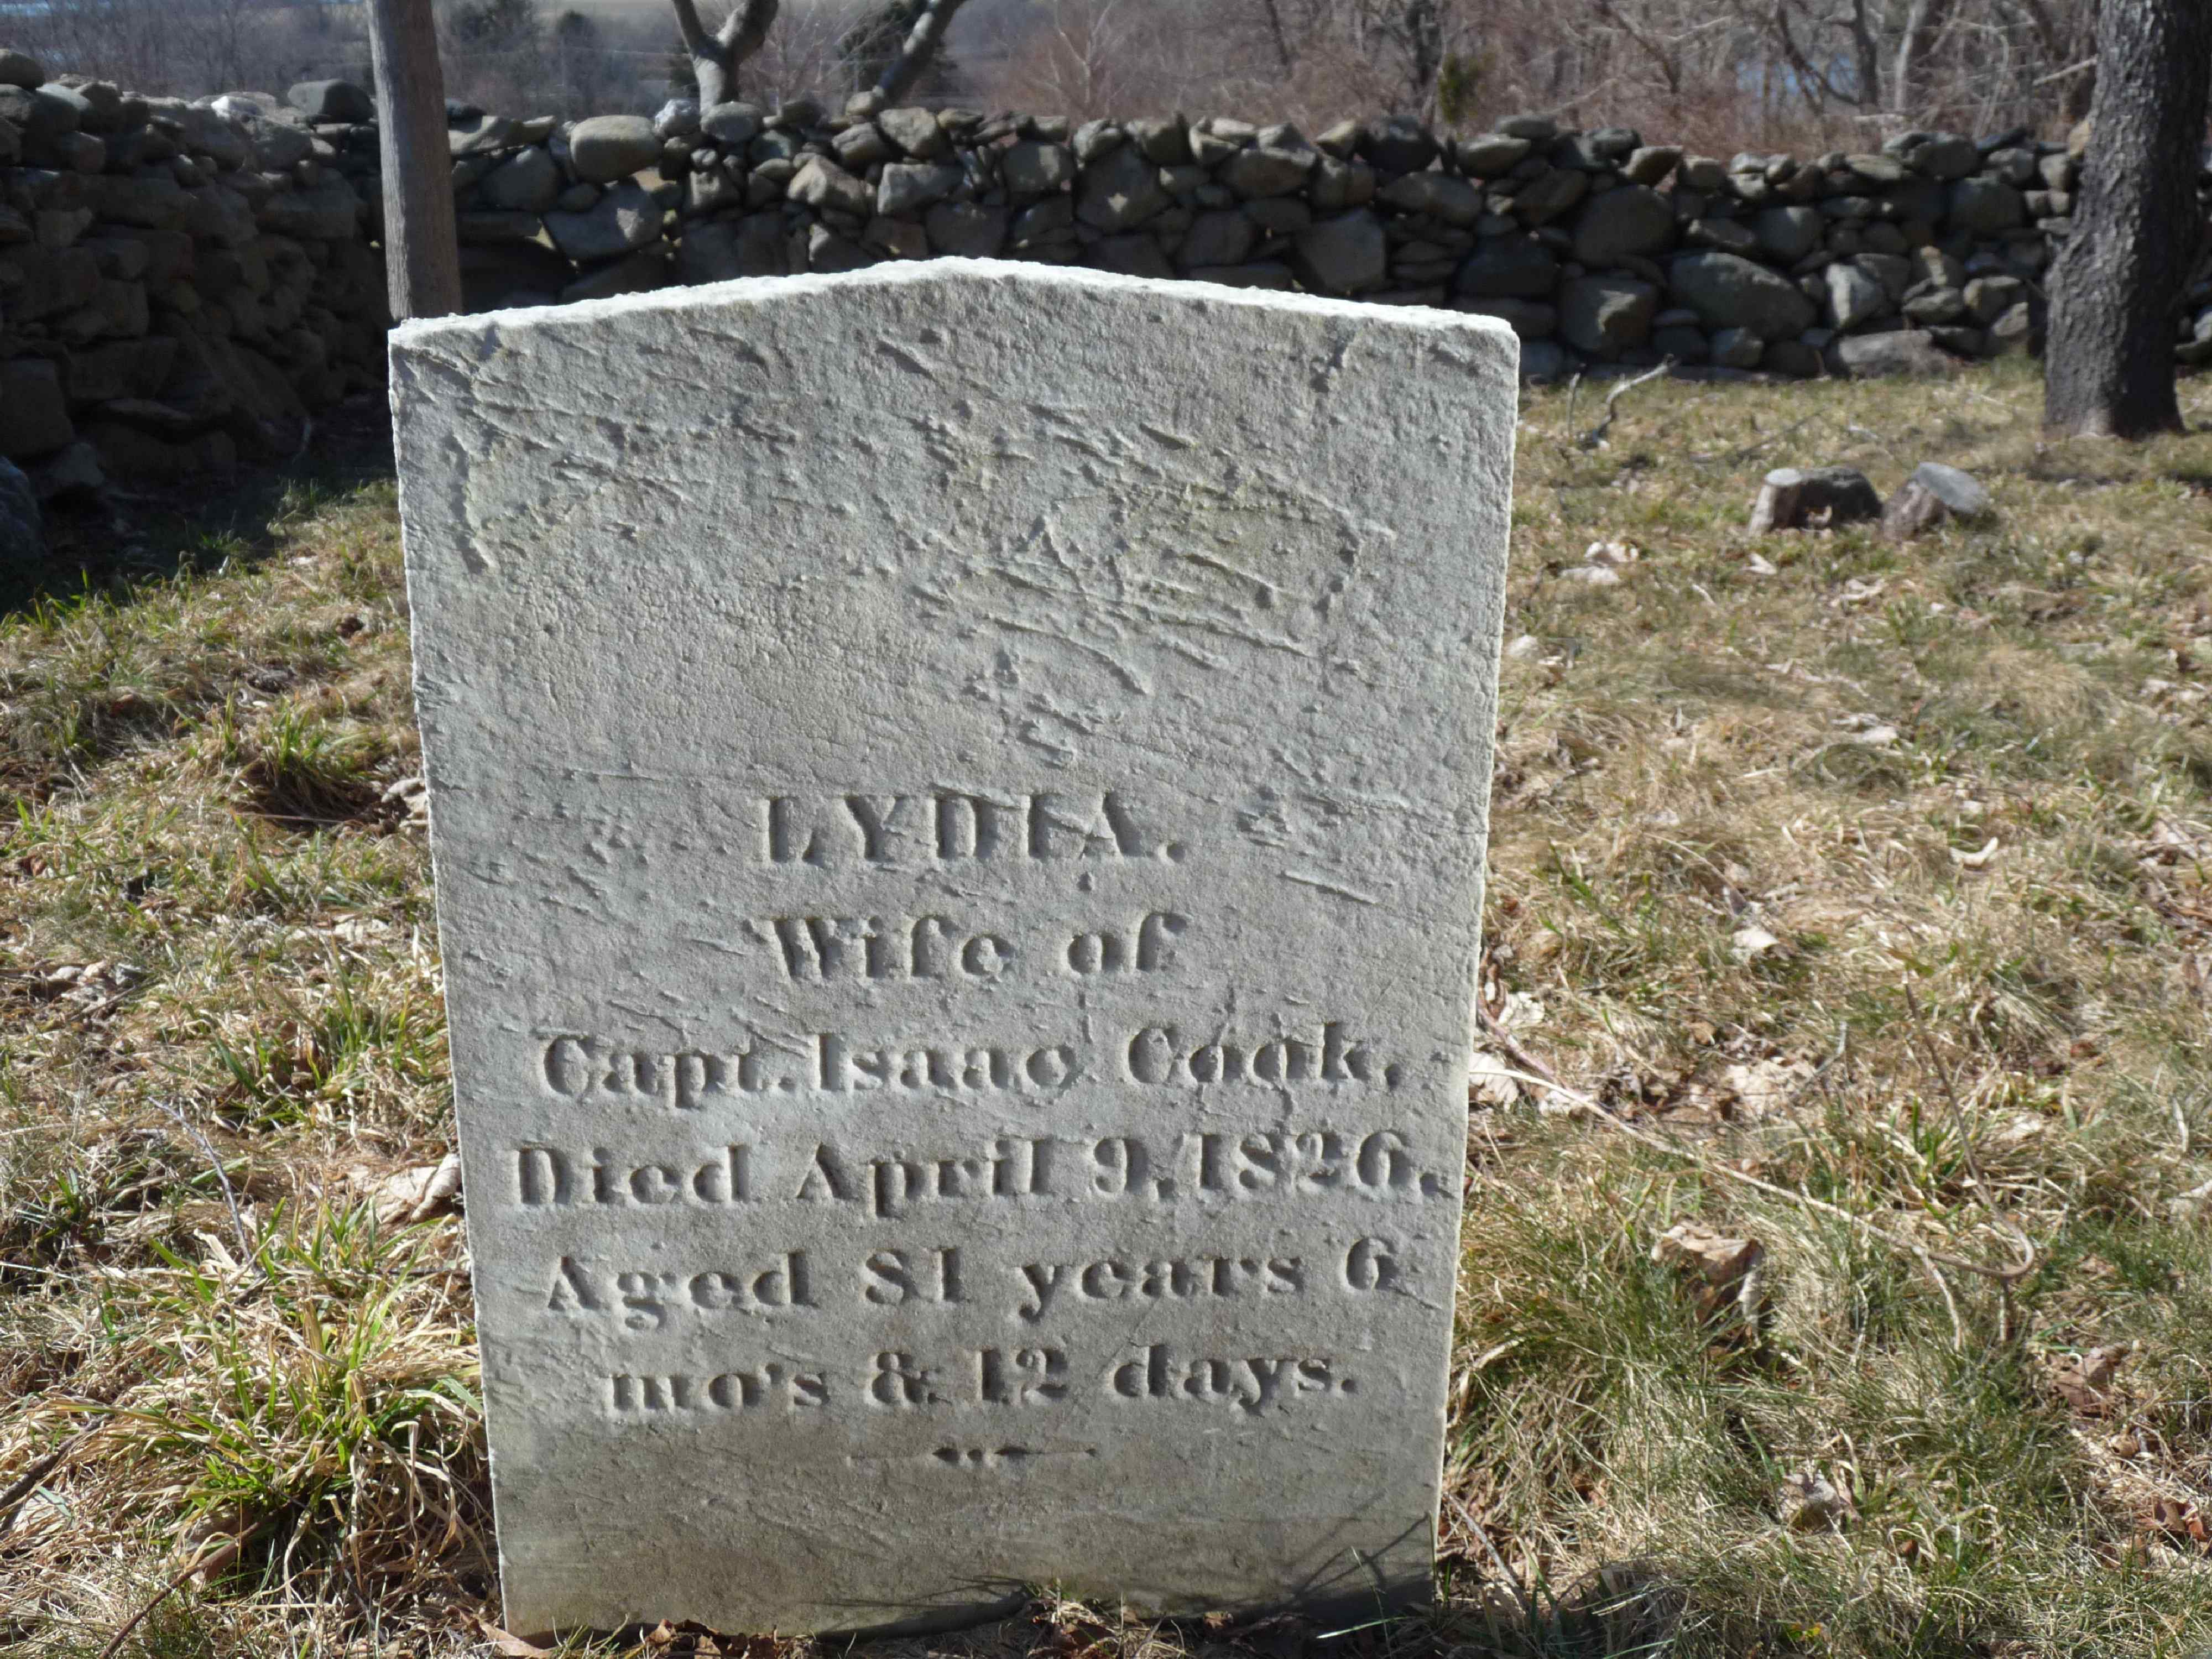 LYDIA.
Wife of
Capt. Isaac Cook,
Died April 9, 1826.
Aged 81 years 6
mo's & 12 days.